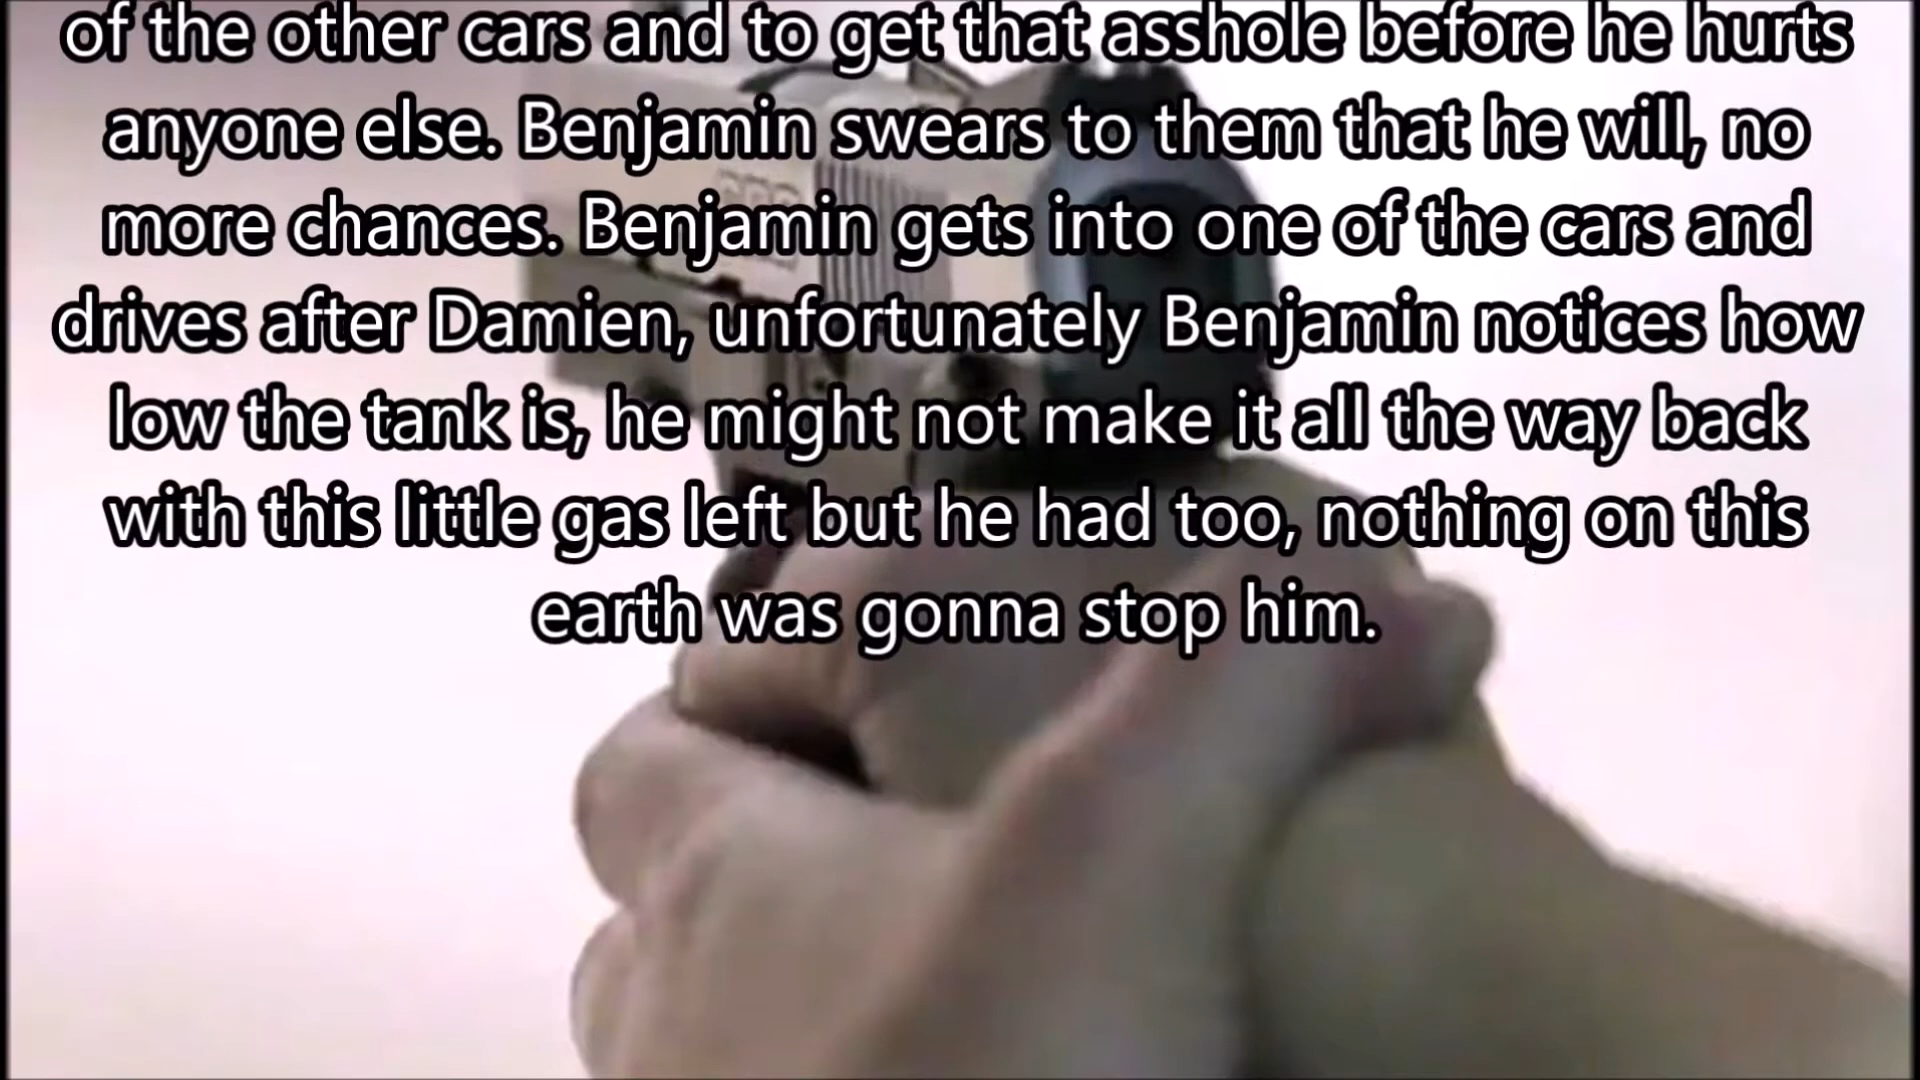 of the other cars and to get that asshole before he hurts
anyone else. Benjamin swears to them that he will, no
more chances. Benjamin gets into one of the cars and
drives after Damien, unfortunately Benjamin notices how
low the tank is, he might not make it all the way back
with this little gas left but he had too, nothing on this
earth was gonna stop him.